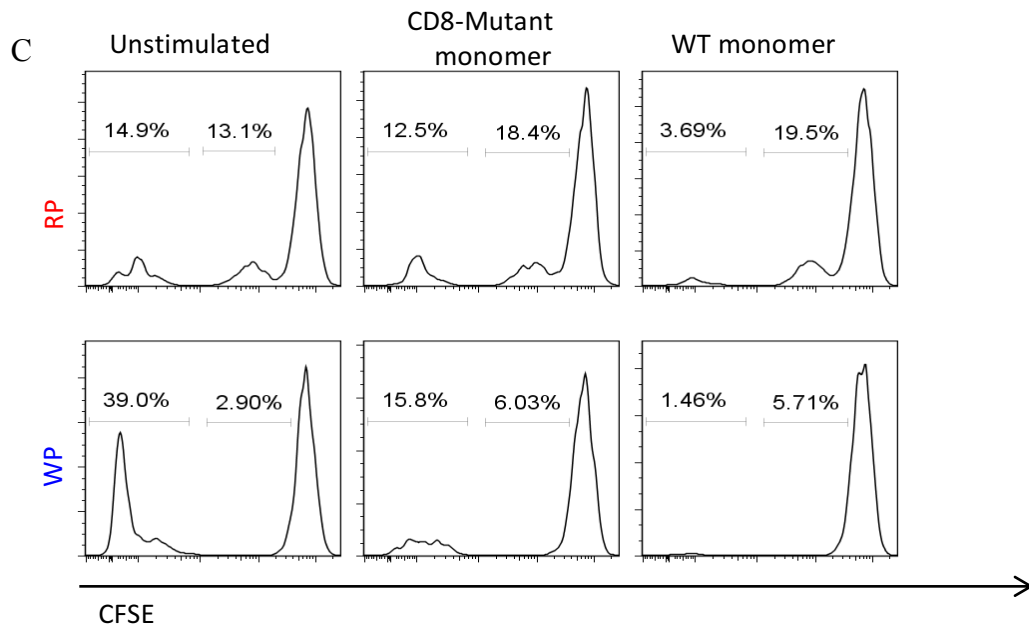 C
Unstimulated
CD8-Mutant
monomer
WT monomer
RP
14.9%
13.1%
12.5%
18.4%
3.69%
19.5%
WP
39.0%
2.90%
15.8%
6.03%
1.46%
5.71%
CFSE